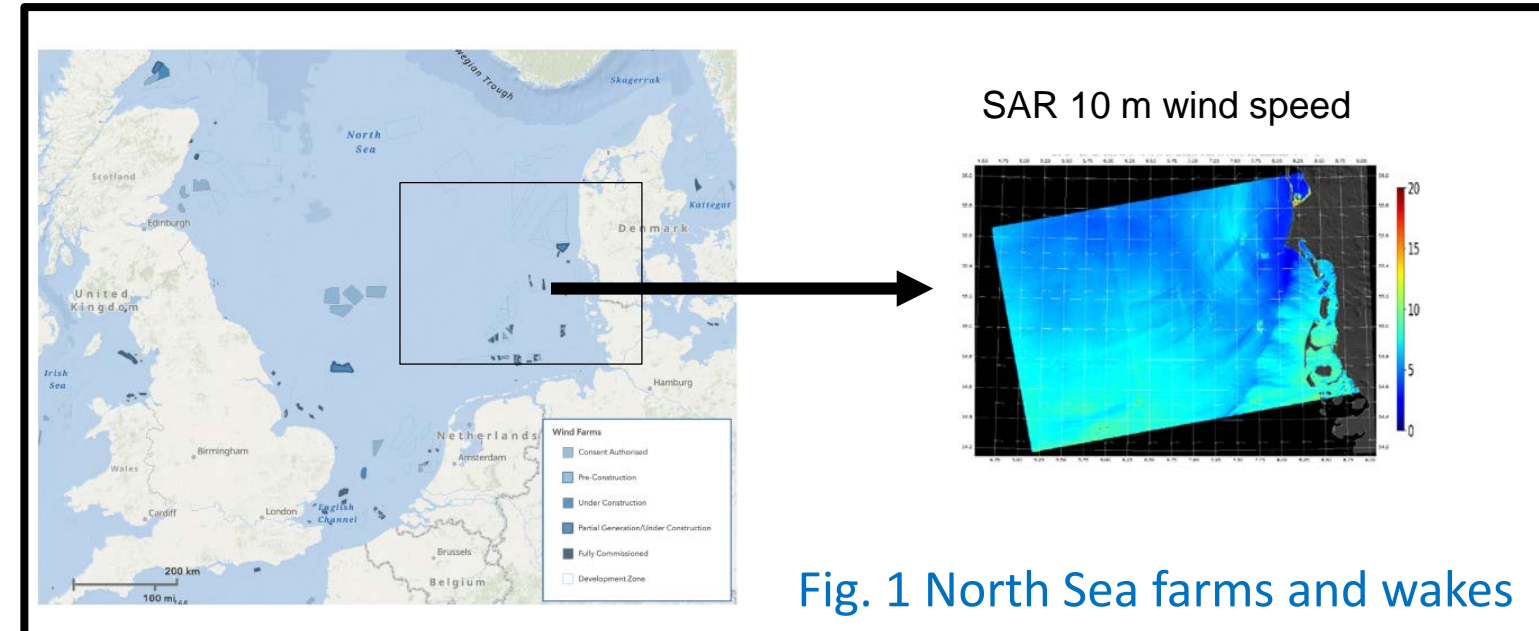 wegian Trough
Skagerrak
North
Sea
Scotland
Edinburgh
Kattegat
Denmark
United
Kingdom
Irish
Sea
Hamburg
Netherlands
Amsterdam
Birmingham
Wales
Cardiff
London
English
Channel
Brussels
Belgium
200 km
100 mi
Wind Farms
Consent Authorised
Pre-Construction
Under Construction
Partial Generation/Under Construction
Fully Commissioned
Development Zone
SAR 10 m wind speed
20
15
10
5
0
Fig. 1 North Sea farms and wakes